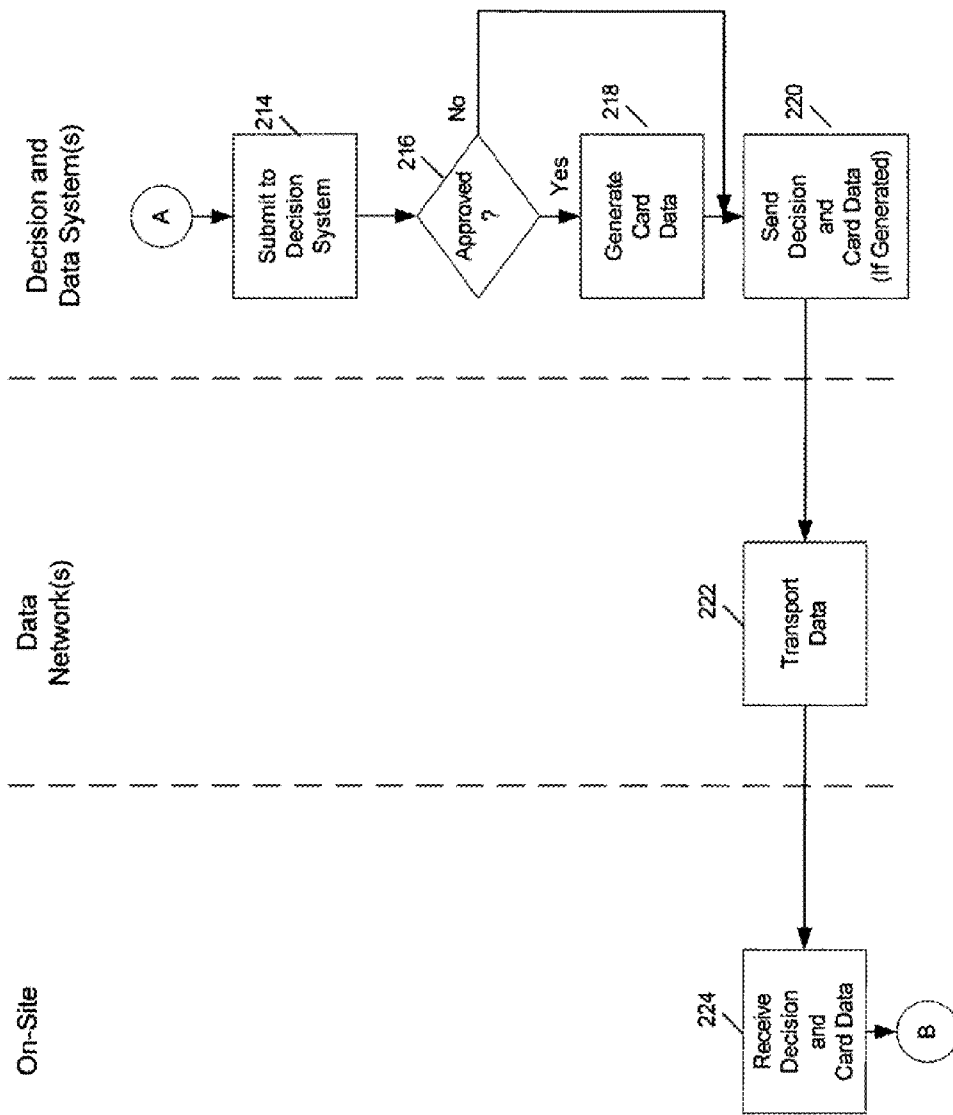 On-Site
Data
Network(s)
Decision and
Data System(s)
A
214
Submit to
Decision
System
216
Approved
?
No
Yes
218
Generate
Card
Data
220
Send
Decision
and
Card Data
(If Generated)
222
Transport
Data
224
Receive
Decision
and
Card Data
B